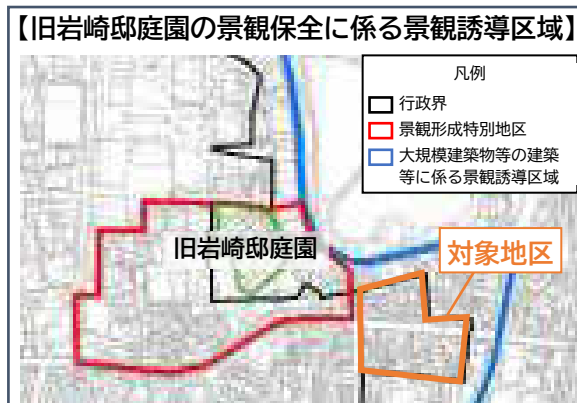 【旧岩崎邸庭園の景観保全に係る景観誘導区域】
凡例
行政界
景観形成特別地区
大規模建築物等の建築
等に係る景観誘導区域
旧岩崎邸庭園
対象地区